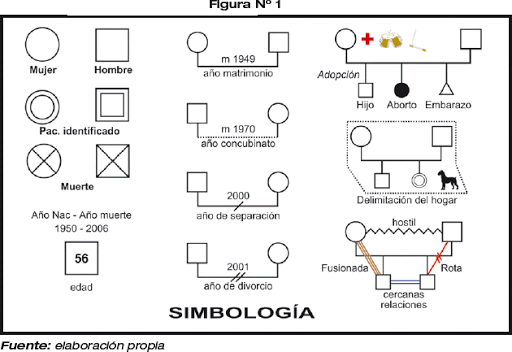 Figura Nº 1
Mujer
Hombre
Pac. identificado
Muerte
Año Nac - Año muerte
1950 - 2006
56
edad
m 1949
año matrimonio
m 1970
año concubinato
2000
año de separación
2001
año de divorcio
Adopción
Hijo
Aborto
Embarazo
Delimitación del hogar
hostil
Fusionada
Rota
cercanas
relaciones
SIMBOLOGÍA
Fuente: elaboración propia